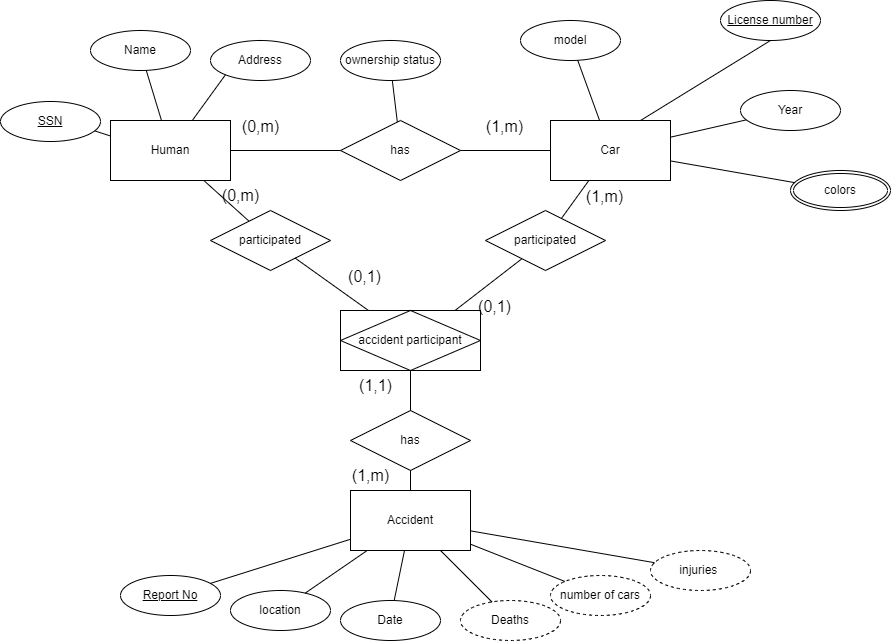 License number
Name
model
Address
ownership status
Year
SSN
(0,m)
(1,m)
Human
has
Car
colors
(0,m)
(1,m)
participated
participated
(0,1)
(0,1)
accident participant
(1,1)
has
(1,m)
Accident
injuries
Report No
number of cars
location
Date
Deaths